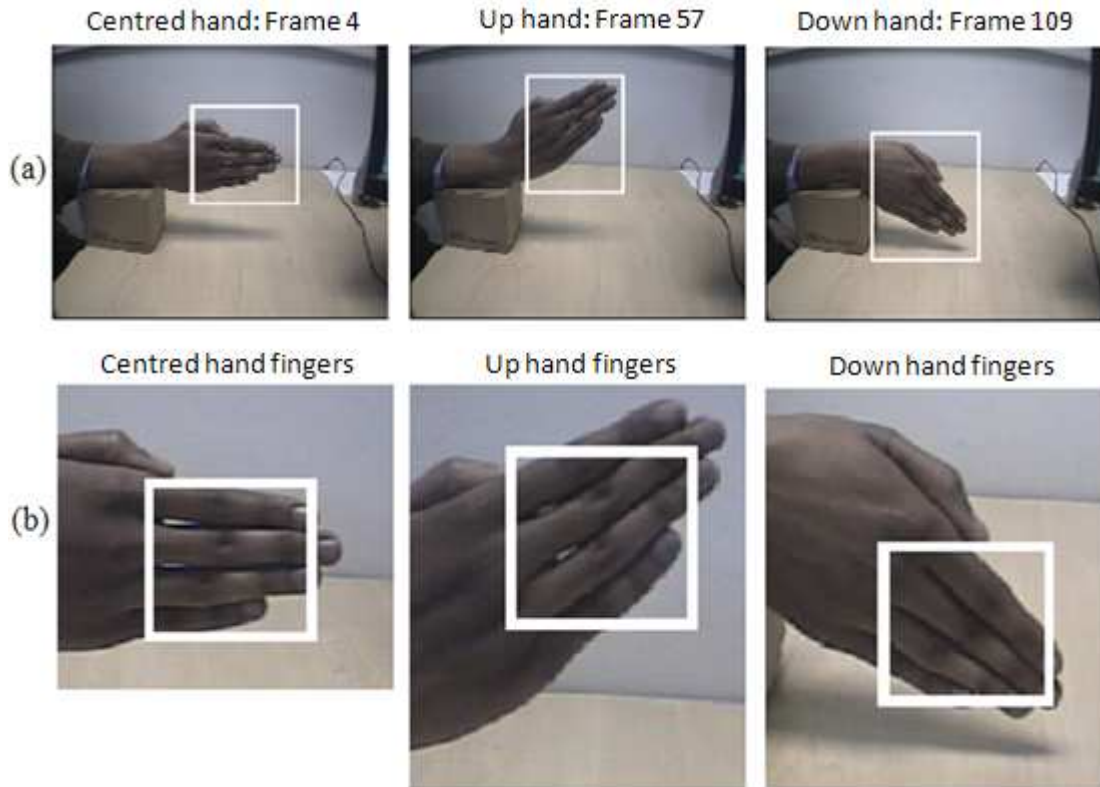 Centred hand: Frame 4
Up hand: Frame 57
Down hand: Frame 109
(a)
Centred hand fingers
Up hand fingers
Down hand fingers
(b)